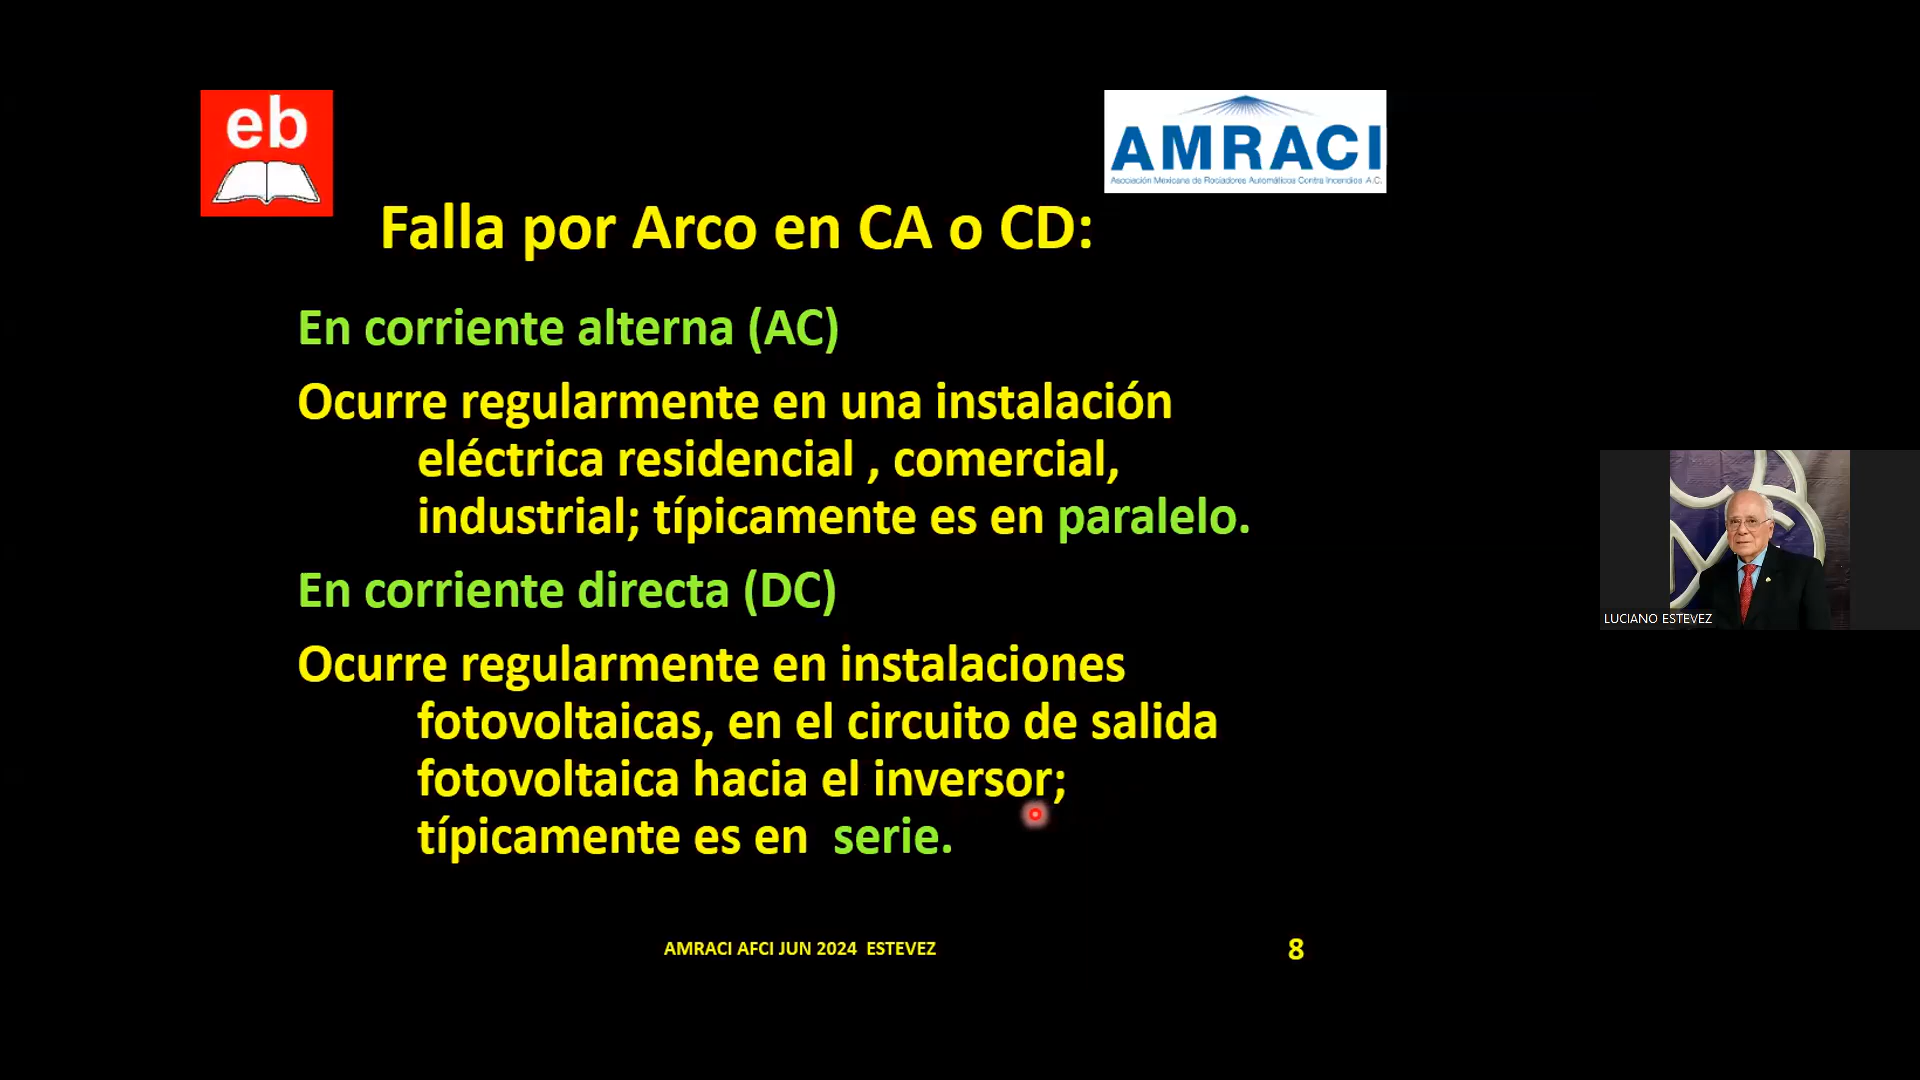 eb
AMRACI
Asociación Mexicana de Rociadores Automáticos Contra Incendios A.C.
Falla por Arco en CA o CD:
En corriente alterna (AC)
Ocurre regularmente en una instalación
eléctrica residencial , comercial,
industrial; típicamente es en paralelo.
En corriente directa (DC)
Ocurre regularmente en instalaciones
fotovoltaicas, en el circuito de salida
fotovoltaica hacia el inversor;
típicamente es en serie.
LUCIANO ESTEVEZ
AMRACI AFCI JUN 2024 ESTEVEZ
8